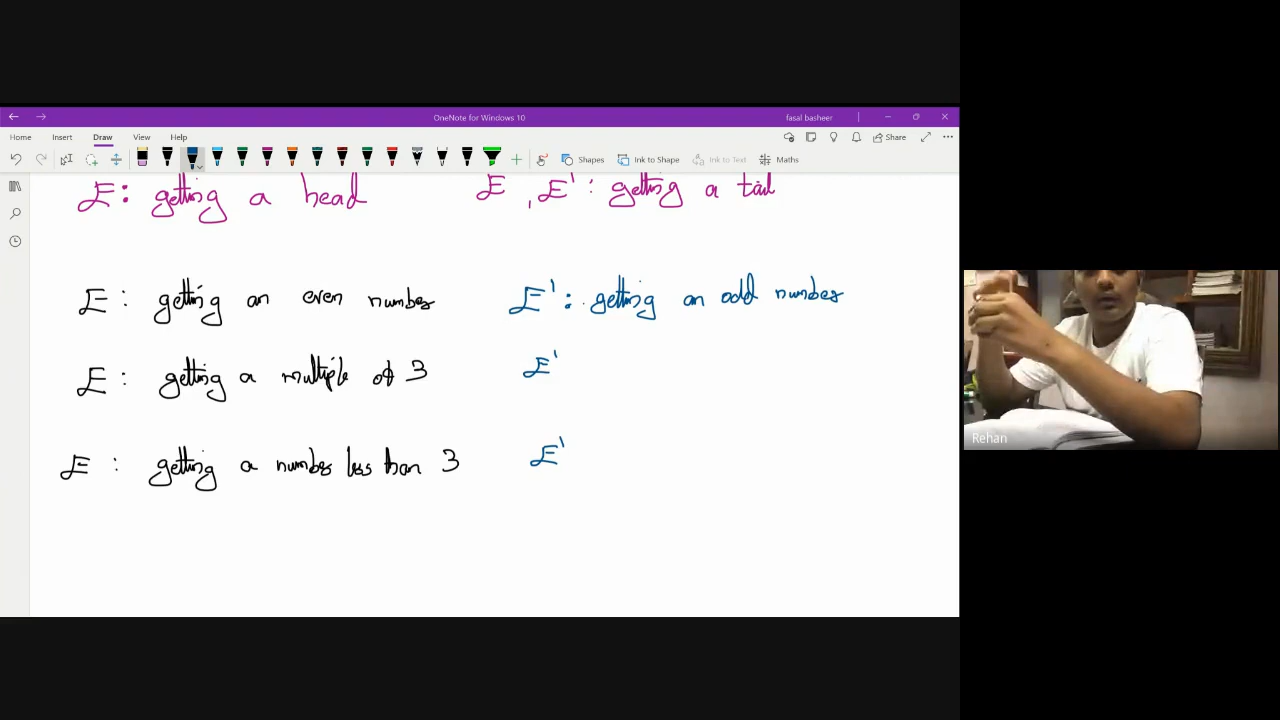 OneNote for Windows 10
fasal basheer
Home Insert Draw View Help
Share
Shapes Ink to Shape Ink to Text Maths
E: getting a head E̅, E': getting a tail
E: getting an even number E': getting an odd number
E: getting a multiple of 3 E'
E: getting a number less than 3 E'
Rehan